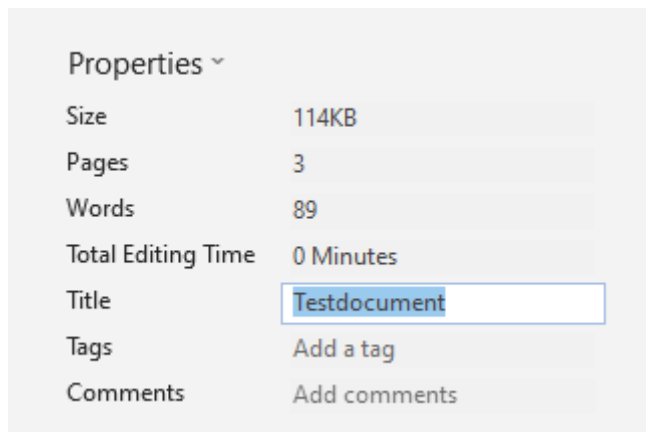 Properties
Size 114KB
Pages 3
Words 89
Total Editing Time 0 Minutes
Title Testdocument
Tags Add a tag
Comments Add comments